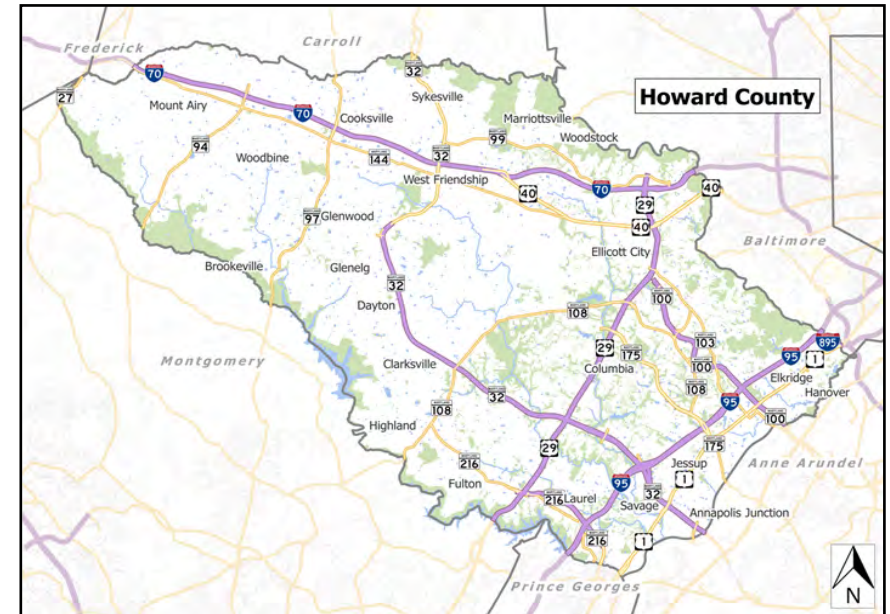 Carroll
Frederick
70
32
27
Sykesville
Howard County
Mount Airy
70
Cooksville
Marriottsville
Woodstock
94
99
32
Woodbine
144
West Friendship
40
70
40
29
97
Glenwood
40
Ellicott City
Baltimore
Brookeville
Glenelg
32
100
Dayton
108
103
895
29
175
95
1
Montgomery
Clarksville
Columbia
100
Elkridge
32
108
Hanover
95
108
100
Highland
29
175
216
Jessup
Anne Arundel
Fulton
95
1
216
Laurel
32
Savage
Annapolis Junction
216
1
Prince Georges
N